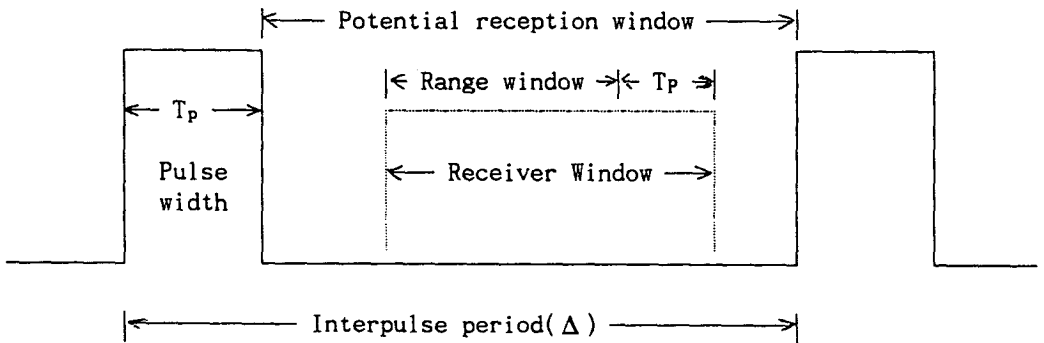 Potential reception window
Range window
Tp
Tp
Pulse
width
Receiver Window
Interpulse period(Δ)